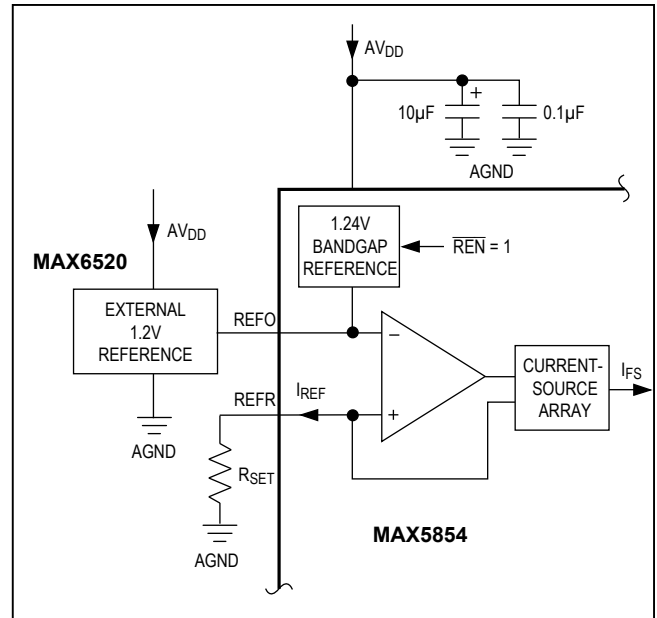 AVDD
+
10µF
0.1µF
AGND
AVDD
MAX6520
1.24V
BANDGAP
REFERENCE
REN = 1
EXTERNAL
1.2V
REFERENCE
REFO
−
REFR
IREF
+
CURRENT-
SOURCE
ARRAY
IFS
AGND
RSET
AGND
MAX5854